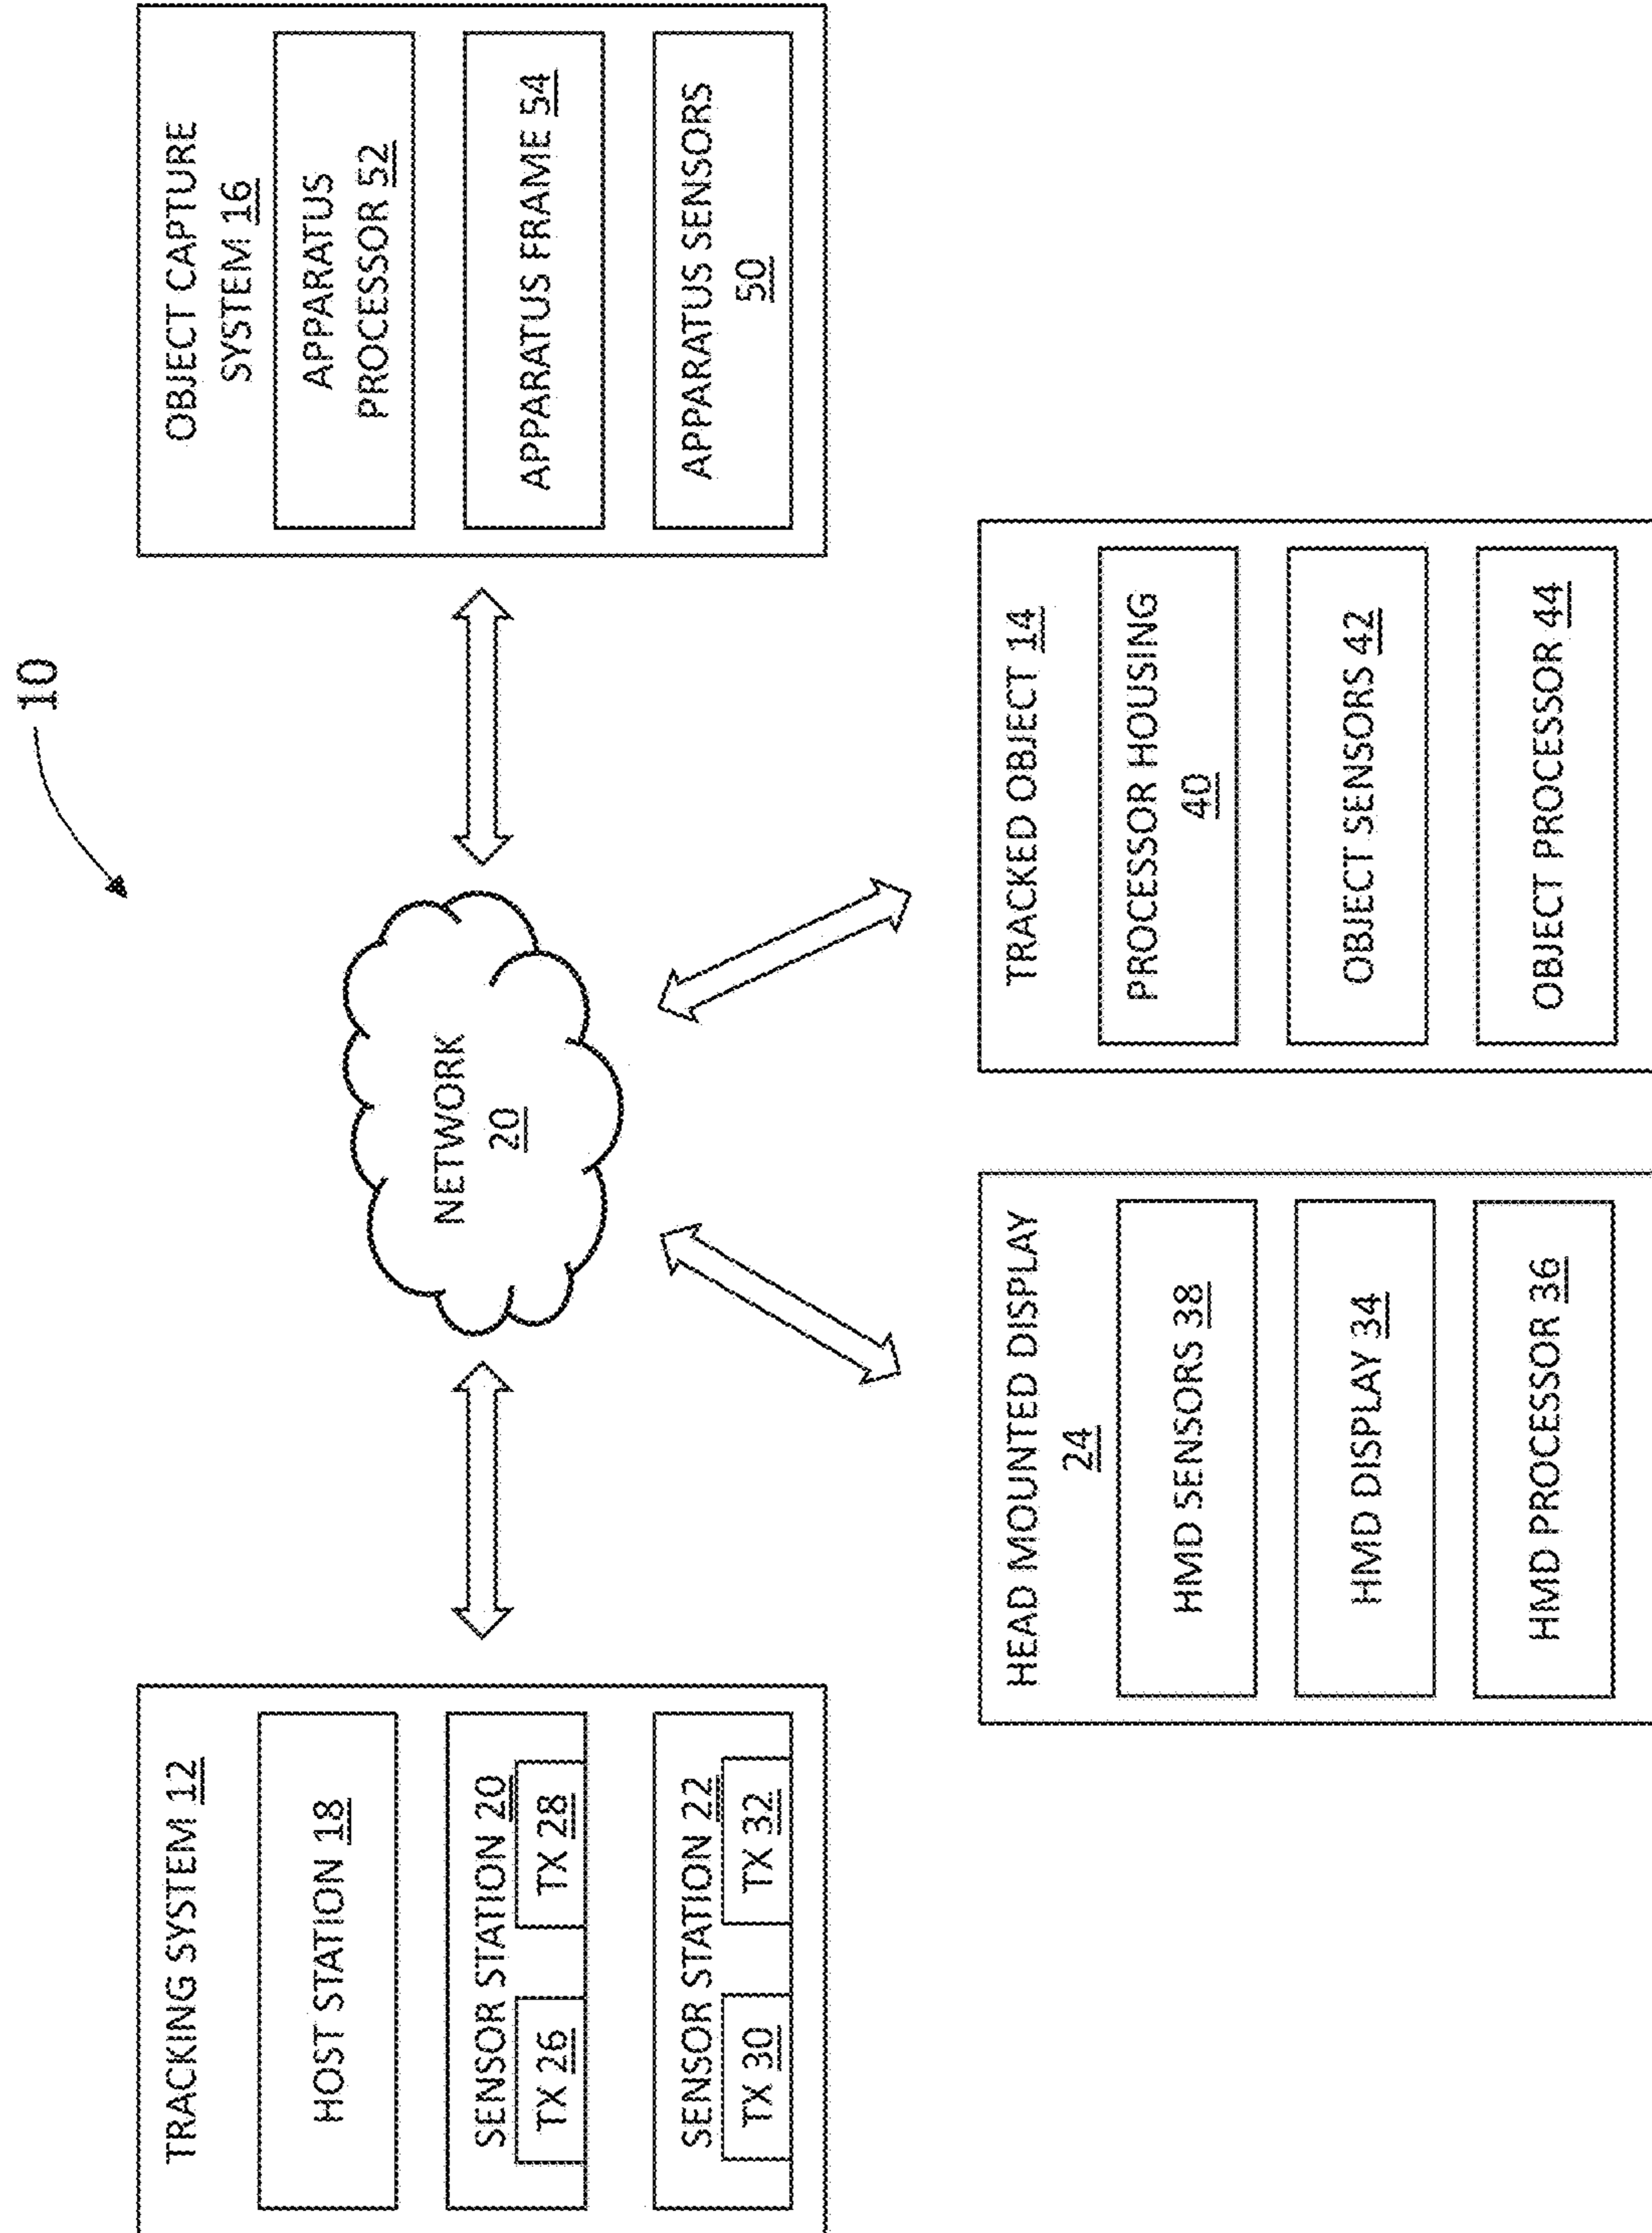 10
TRACKING SYSTEM 12
HOST STATION 18
SENSOR STATION 20
TX 26
TX 28
SENSOR STATION 22
TX 30
TX 32
NETWORK
20
OBJECT CAPTURE
SYSTEM 16
APPARATUS
PROCESSOR 52
APPARATUS FRAME 54
APPARATUS SENSORS
50
HEAD MOUNTED DISPLAY
24
HMD SENSORS 38
HMD DISPLAY 34
HMD PROCESSOR 36
TRACKED OBJECT 14
PROCESSOR HOUSING
40
OBJECT SENSORS 42
OBJECT PROCESSOR 44